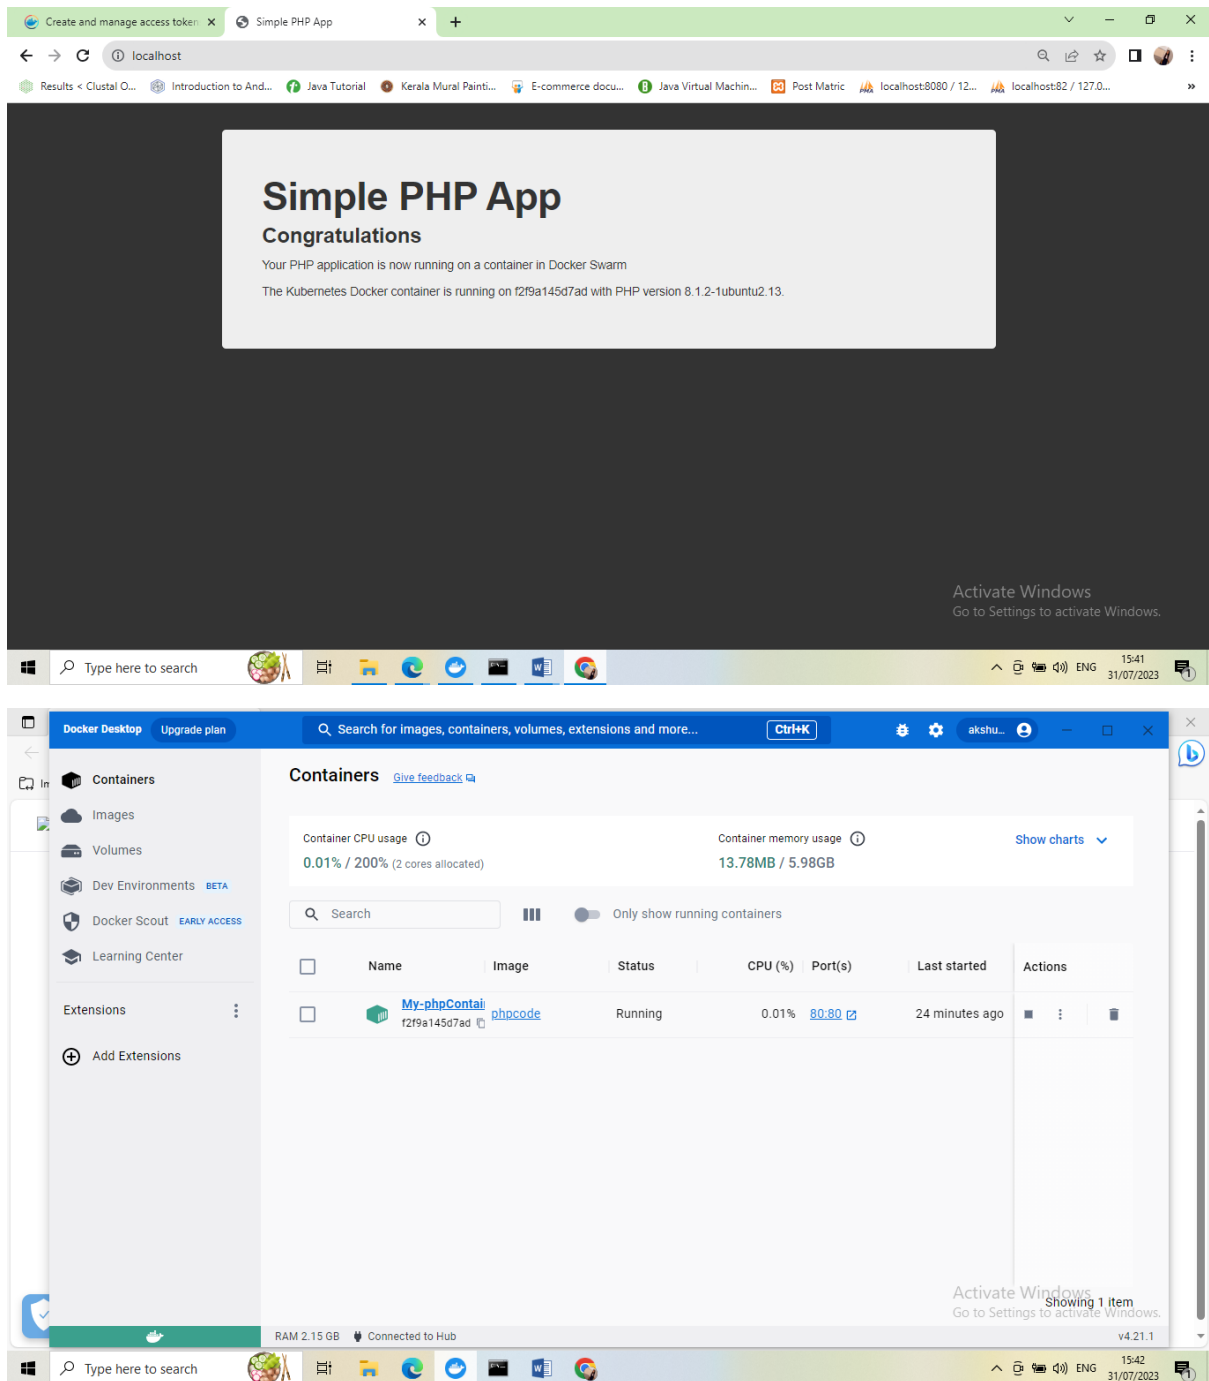 Create and manage access token
Simple PHP App
localhost
Results < Clustal O... Introduction to And... Java Tutorial Kerala Mural Painti... E-commerce docu... Java Virtual Machin... Post Matric localhost:8080 / 12... localhost:82 / 127.0... »
Simple PHP App
Congratulations
Your PHP application is now running on a container in Docker Swarm
The Kubernetes Docker container is running on f2f9a145d7ad with PHP version 8.1.2-1ubuntu2.13.
Activate Windows
Go to Settings to activate Windows.
Type here to search
ENG
15:41
31/07/2023
1
Docker Desktop Upgrade plan
Search for images, containers, volumes, extensions and more... Ctrl+K
akshu...
Im
Containers
Images
Volumes
Dev Environments BETA
Docker Scout EARLY ACCESS
Learning Center
Extensions
Add Extensions
Containers Give feedback
Container CPU usage
0.01% / 200% (2 cores allocated)
Container memory usage
13.78MB / 5.98GB
Show charts
Search
Only show running containers
Name Image Status CPU (%) Port(s) Last started Actions
My-phpContai
f2f9a145d7ad
phpcode Running 0.01% 80:80 24 minutes ago
Activate Windows
Showing 1 item
Go to Settings to activate Windows.
RAM 2.15 GB Connected to Hub v4.21.1
Type here to search
ENG
15:42
31/07/2023